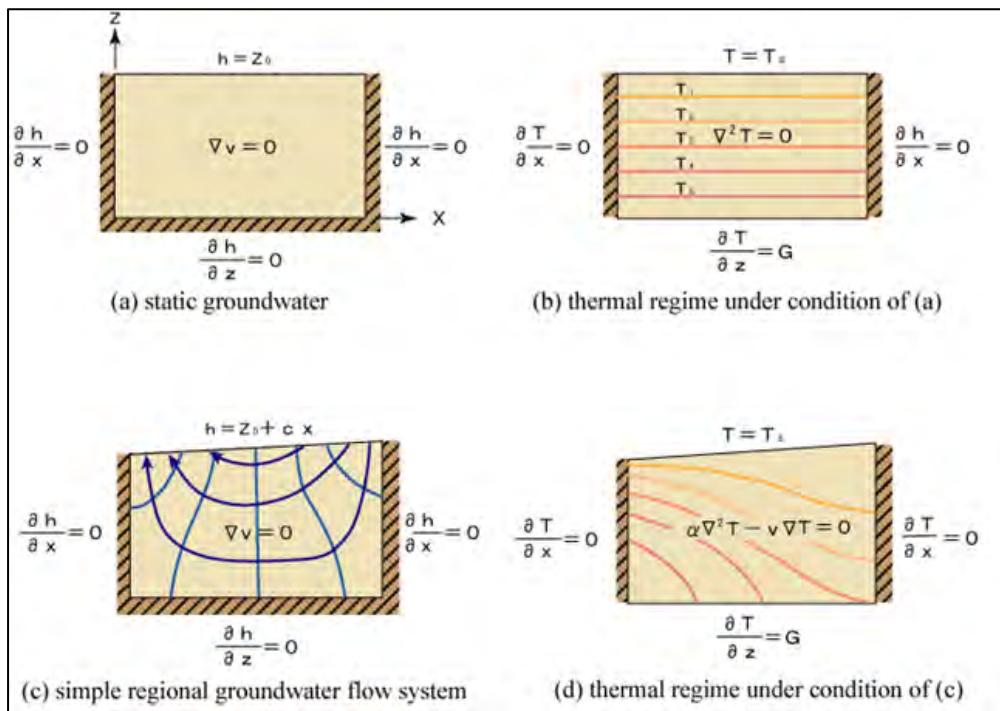 Z
h = Z₀
∂h/∂x = 0
∇v = 0
∂h/∂x = 0
X
∂h/∂z = 0
(a) static groundwater
T = Tₛ
T₁
T₂
T₃
T₄
T₅
∂T/∂x = 0
∇²T = 0
∂h/∂x = 0
∂T/∂z = G
(b) thermal regime under condition of (a)
h = Z₀ + c x
∂h/∂x = 0
∇v = 0
∂h/∂x = 0
∂h/∂z = 0
(c) simple regional groundwater flow system
T = Tₛ
∂T/∂x = 0
α∇²T − v∇T = 0
∂T/∂x = 0
∂T/∂z = G
(d) thermal regime under condition of (c)